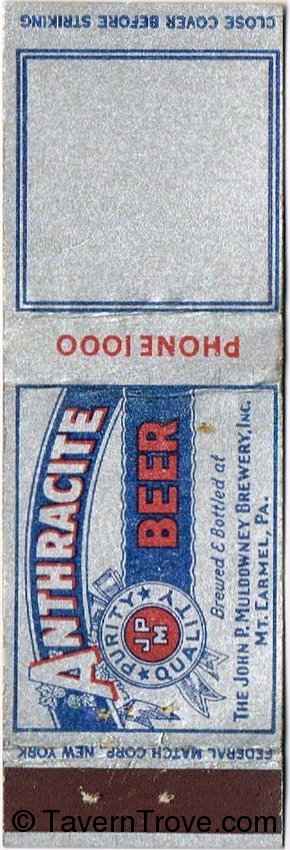 CLOSE COVER BEFORE STRIKING
PHONE 1000
ANTHRACITE
BEER
PURITY
JPM
QUALITY
Brewed & Bottled at
THE JOHN P. MULDOWNEY BREWERY, INC.
MT. CARMEL, PA.
FEDERAL MATCH CORP. NEW YORK
© TavernTrove.com